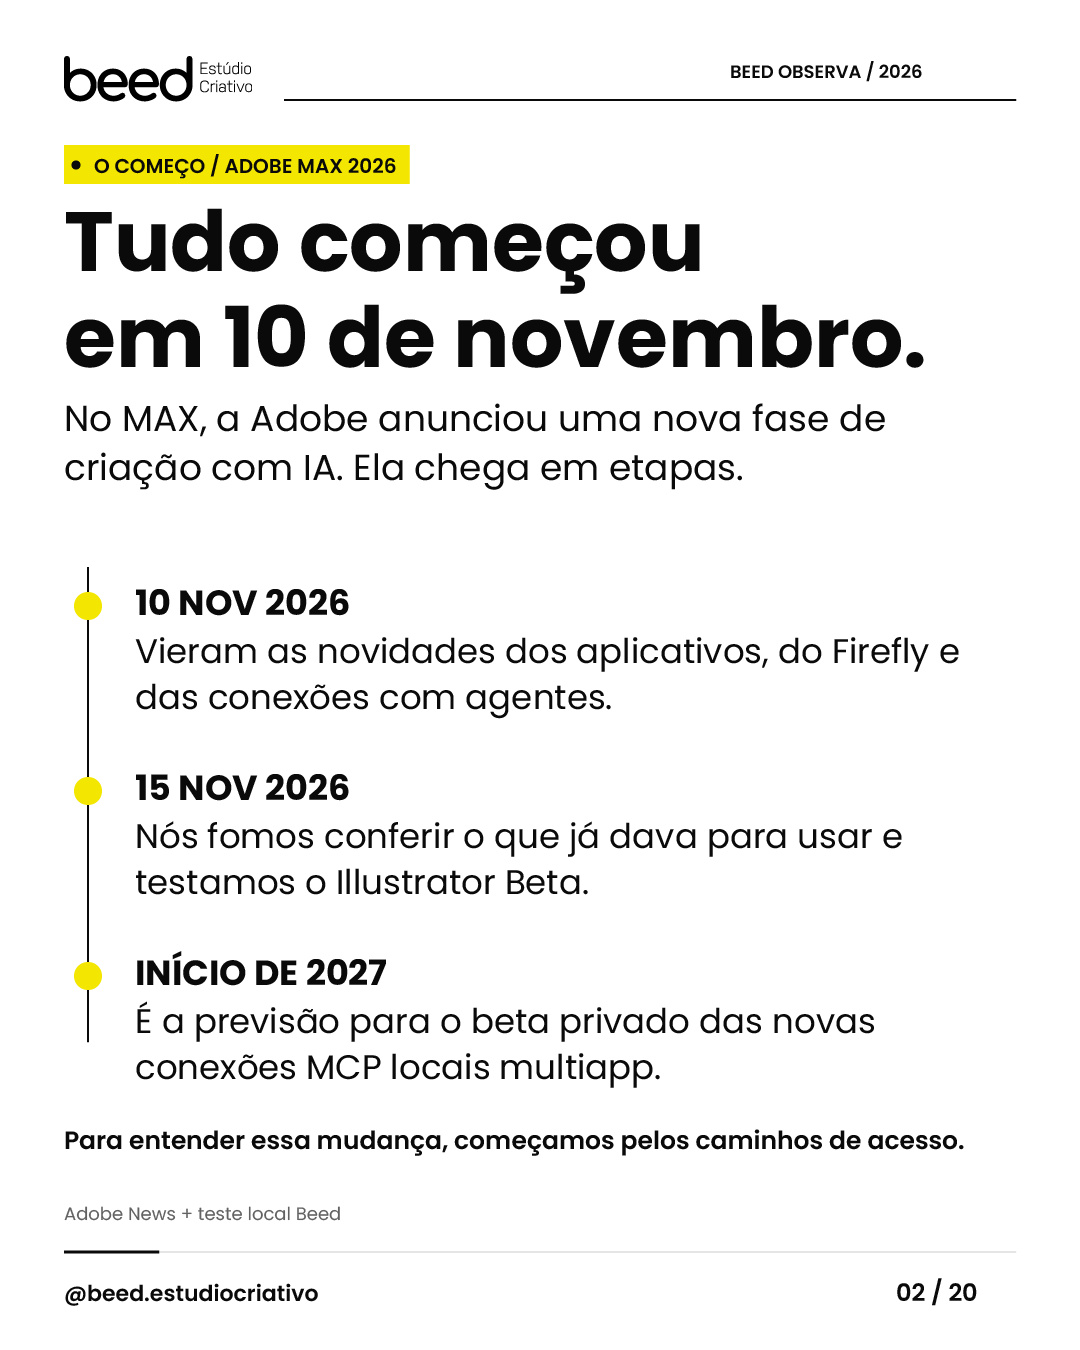 beed Estúdio Criativo
BEED OBSERVA / 2026
• O COMEÇO / ADOBE MAX 2026
Tudo começou
em 10 de novembro.
No MAX, a Adobe anunciou uma nova fase de
criação com IA. Ela chega em etapas.
10 NOV 2026
Vieram as novidades dos aplicativos, do Firefly e
das conexões com agentes.
15 NOV 2026
Nós fomos conferir o que já dava para usar e
testamos o Illustrator Beta.
INÍCIO DE 2027
É a previsão para o beta privado das novas
conexões MCP locais multiapp.
Para entender essa mudança, começamos pelos caminhos de acesso.
Adobe News + teste local Beed
@beed.estudiocriativo
02 / 20